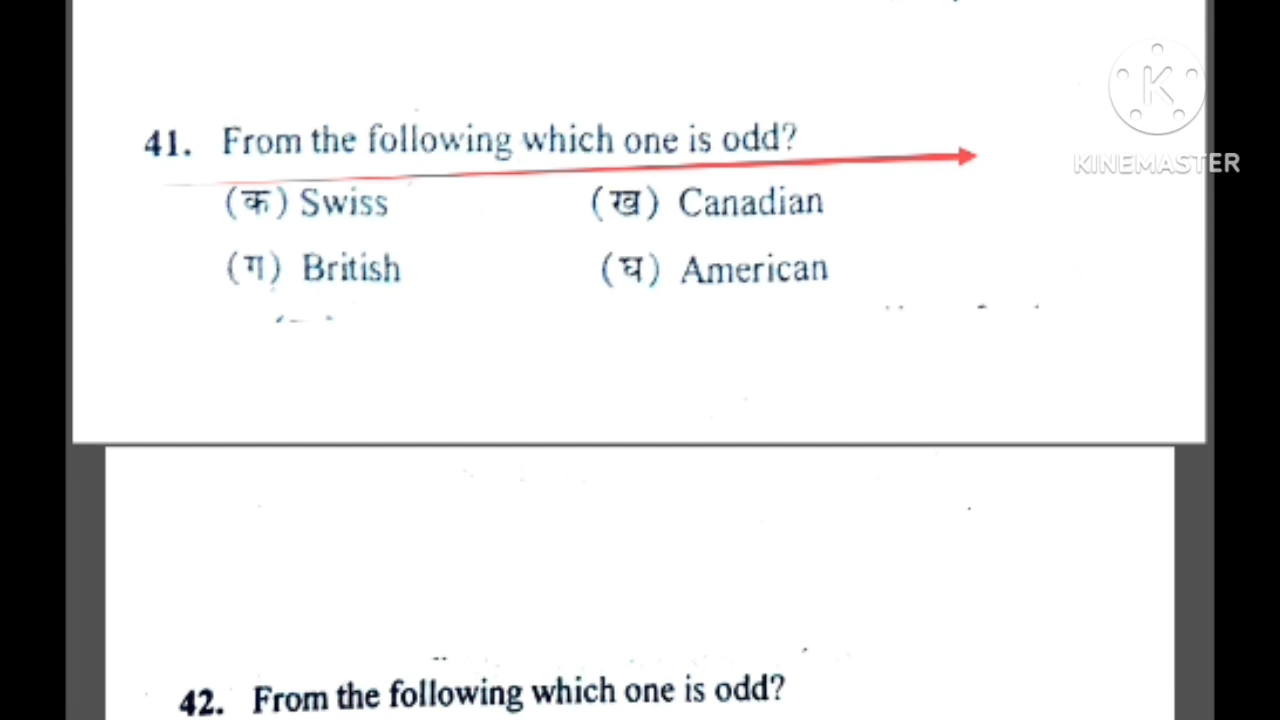 KINEMASTER
41. From the following which one is odd?
(क) Swiss (ख) Canadian
(ग) British (घ) American
42. From the following which one is odd?